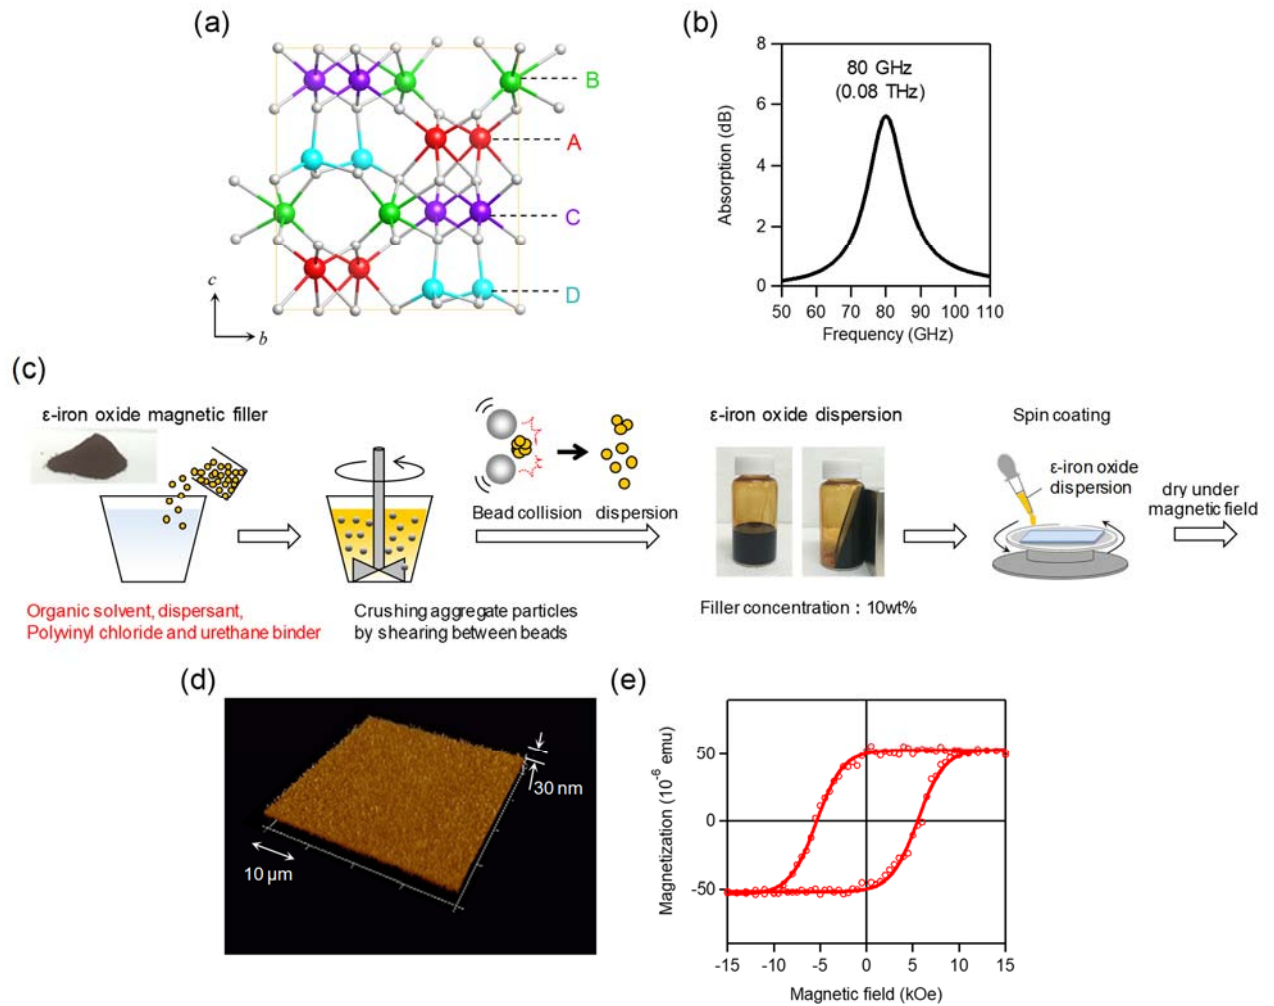 (a)
B
A
C
D
c
b
(b)
80 GHz
(0.08 THz)
Absorption (dB)
8
6
4
2
0
50 60 70 80 90 100 110
Frequency (GHz)
(c)
ε-iron oxide magnetic filler
Organic solvent, dispersant,
Polyvinyl chloride and urethane binder
Crushing aggregate particles
by shearing between beads
Bead collision
dispersion
ε-iron oxide dispersion
Filler concentration : 10wt%
Spin coating
ε-iron oxide
dispersion
dry under
magnetic field
(d)
30 nm
10 μm
(e)
Magnetization (10⁻⁶ emu)
50
0
-50
-15 -10 -5 0 5 10 15
Magnetic field (kOe)